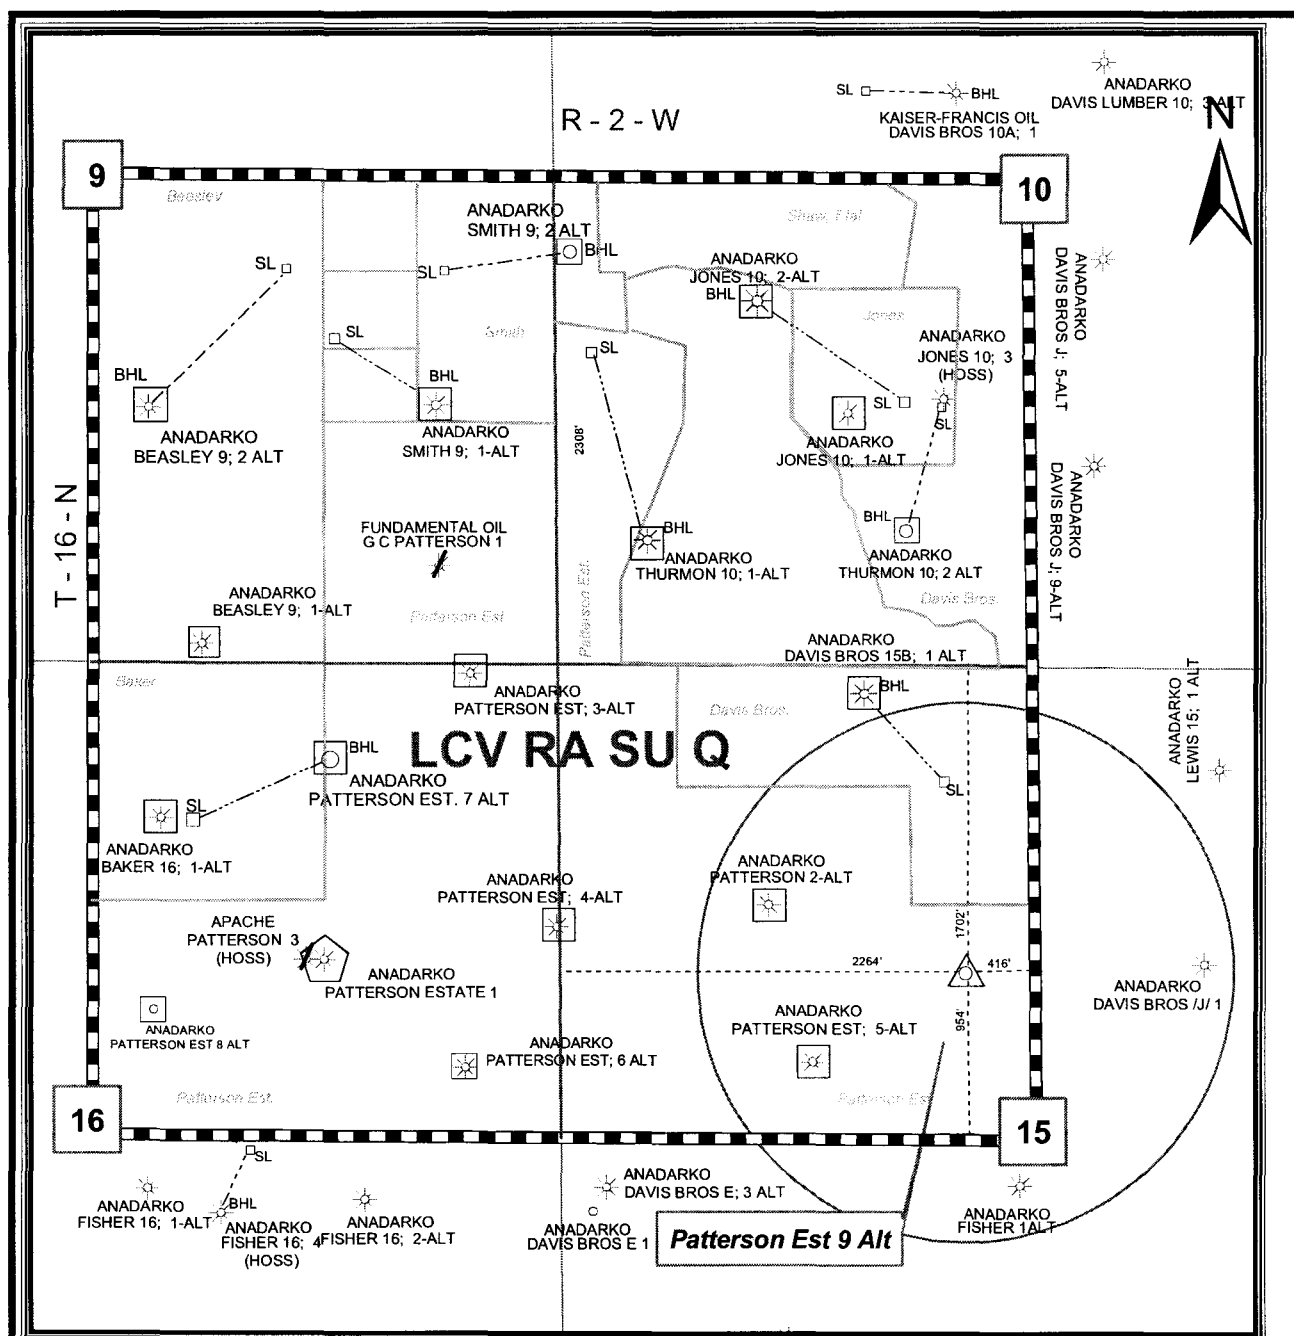 R - 2 - W
N
T - 16 - N
9
10
16
15
SL
BHL
KAISER-FRANCIS OIL
DAVIS BROS 10A; 1
ANADARKO
DAVIS LUMBER 10; 3-ALT
Beasley
ANADARKO
SMITH 9; 2 ALT
BHL
SL
Shaw, Etal
ANADARKO
JONES 10; 2-ALT
BHL
SL
ANADARKO
DAVIS BROS J; 5-ALT
SL
BHL
ANADARKO
BEASLEY 9; 2 ALT
SL
BHL
ANADARKO
SMITH 9; 1-ALT
Smith
Jones
ANADARKO
JONES 10; 3
(HOSS)
SL
ANADARKO
JONES 10; 1-ALT
2308'
SL
BHL
ANADARKO
THURMON 10; 1-ALT
BHL
ANADARKO
THURMON 10; 2 ALT
ANADARKO
DAVIS BROS J; 9-ALT
FUNDAMENTAL OIL
G C PATTERSON 1
ANADARKO
BEASLEY 9; 1-ALT
Patterson Est
Patterson Est.
Davis Bros.
ANADARKO
DAVIS BROS 15B; 1 ALT
BHL
SL
Baker
ANADARKO
PATTERSON EST; 3-ALT
Davis Bros.
ANADARKO
LEWIS 15; 1 ALT
LCV RA SU Q
BHL
ANADARKO
PATTERSON EST. 7 ALT
SL
ANADARKO
BAKER 16; 1-ALT
ANADARKO
PATTERSON EST; 4-ALT
ANADARKO
PATTERSON 2-ALT
APACHE
PATTERSON 3
(HOSS)
ANADARKO
PATTERSON ESTATE 1
1702'
2264'
416'
954'
ANADARKO
DAVIS BROS /J/ 1
ANADARKO
PATTERSON EST 8 ALT
ANADARKO
PATTERSON EST; 5-ALT
ANADARKO
PATTERSON EST; 6 ALT
Patterson Est.
Patterson Est
SL
BHL
ANADARKO
FISHER 16; 1-ALT
ANADARKO
FISHER 16; 4
(HOSS)
ANADARKO
FISHER 16; 2-ALT
ANADARKO
DAVIS BROS E; 3 ALT
ANADARKO
DAVIS BROS E 1
Patterson Est 9 Alt
ANADARKO
FISHER 1ALT